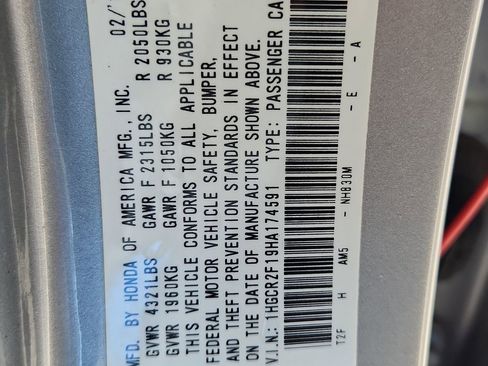 MFD. BY HONDA OF AMERICA MFG., INC. 02/
GVWR 4321LBS GAWR F 2315LBS R 2050LBS
GVWR 1960KG GAWR F 1050KG R 930KG
THIS VEHICLE CONFORMS TO ALL APPLICABLE
FEDERAL MOTOR VEHICLE SAFETY, BUMPER,
AND THEFT PREVENTION STANDARDS IN EFFECT
ON THE DATE OF MANUFACTURE SHOWN ABOVE.
V.I.N.: 1HGCR2F19HA174591 TYPE: PASSENGER CA
T2F H AM5 - NH830M - E - A